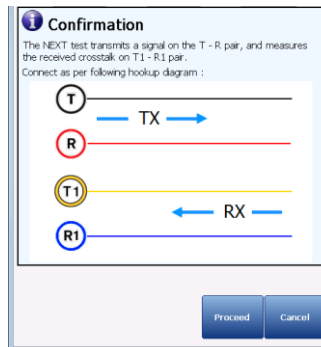 Confirmation
The NEXT test transmits a signal on the T - R pair, and measures
the received crosstalk on T1 - R1 pair.
Connect as per following hookup diagram :
T
TX
R
T1
RX
R1
Proceed Cancel